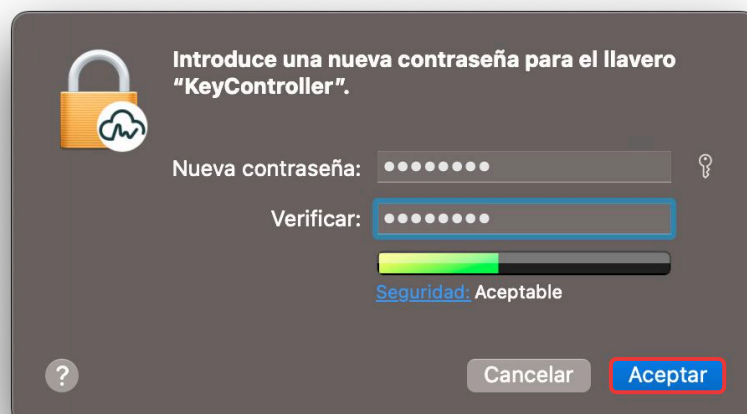 Introduce una nueva contraseña para el llavero
“KeyController”.
Nueva contraseña: ●●●●●●●●
Verificar: ●●●●●●●●
Seguridad: Aceptable
?
Cancelar
Aceptar